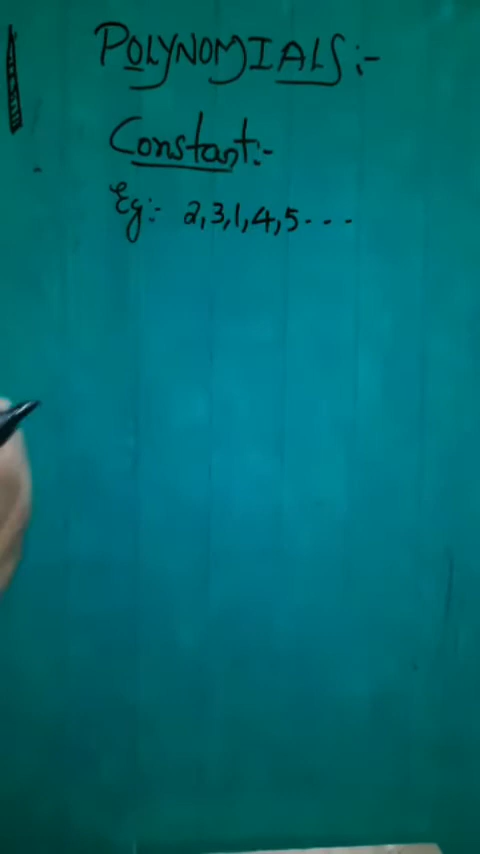 POLYNOMIALS:-
Constant:-
Eg:- 2,3,1,4,5---